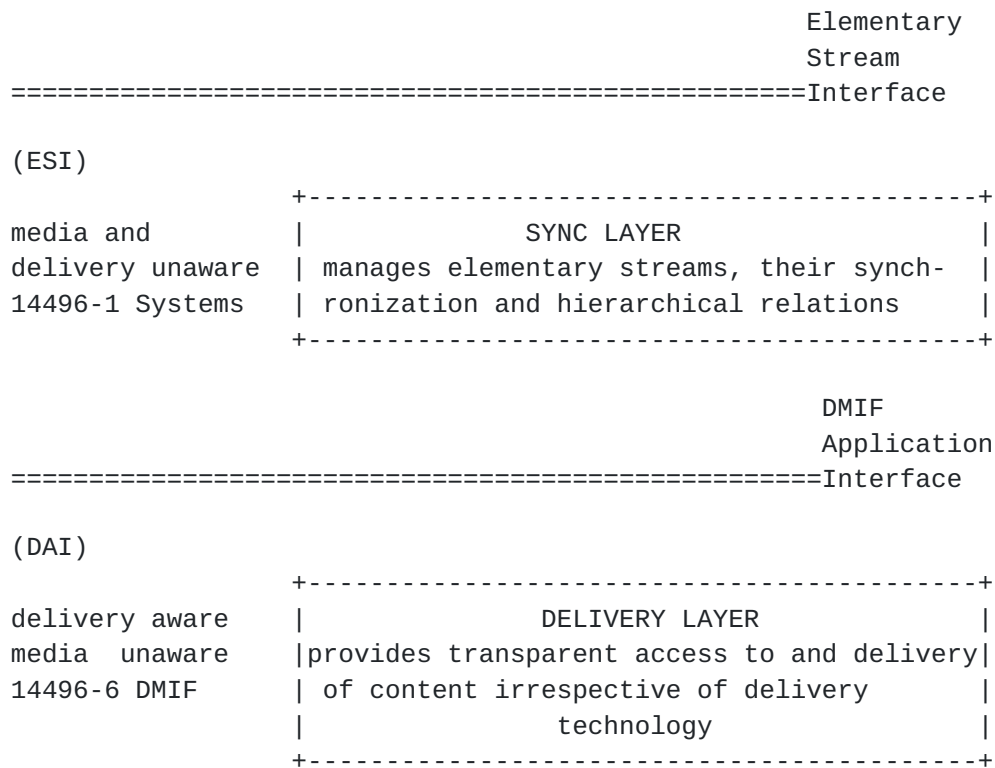 Elementary
                                                   Stream
===================================================Interface

(ESI)
                  +-------------------------------------------+
media and         |              SYNC LAYER                   |
delivery unaware  | manages elementary streams, their synch-  |
14496-1 Systems   | ronization and hierarchical relations     |
                  +-------------------------------------------+

                                                    DMIF
                                                    Application
====================================================Interface

(DAI)
                  +-------------------------------------------+
delivery aware    |               DELIVERY LAYER              |
media  unaware    |provides transparent access to and delivery|
14496-6 DMIF      | of content irrespective of delivery       |
                  |                technology                 |
                  +-------------------------------------------+